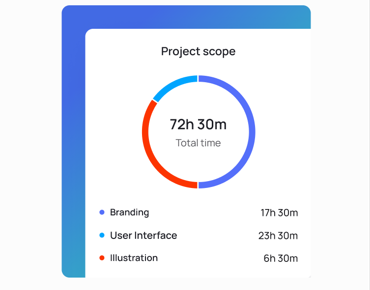 Project scope
72h 30m
Total time
Branding 17h 30m
User Interface 23h 30m
Illustration 6h 30m